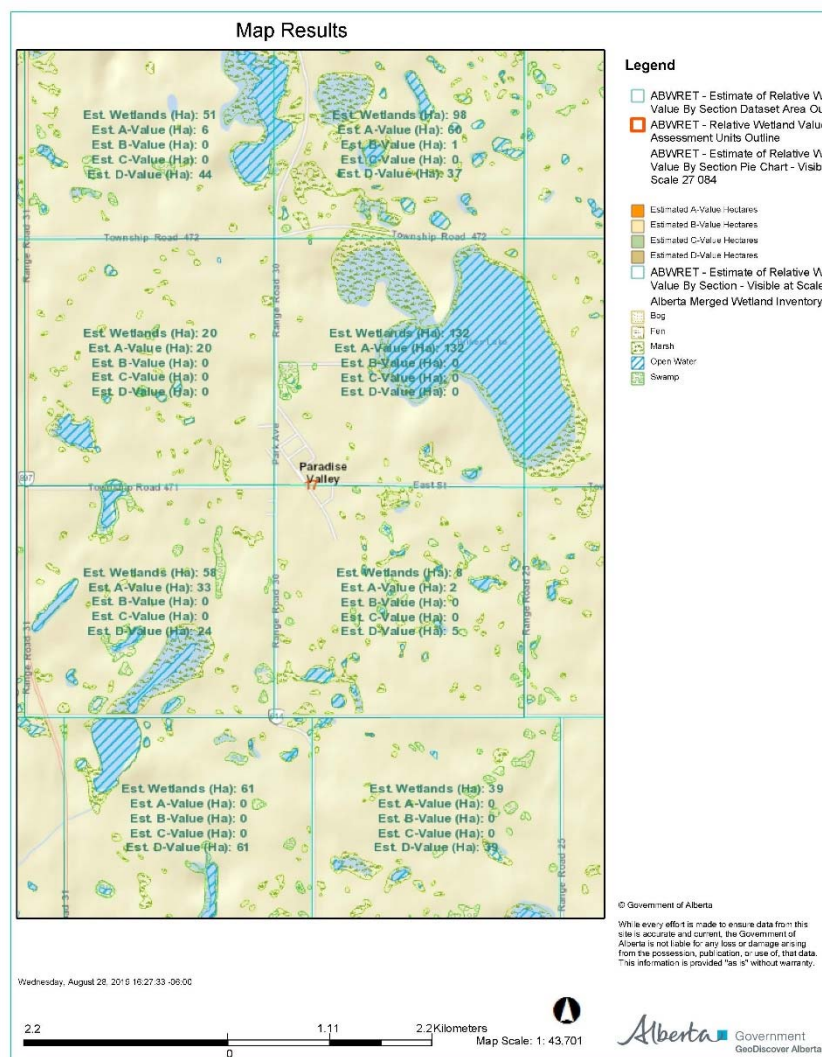 Map Results
Est. Wetlands (Ha): 51
Est. A-Value (Ha): 6
Est. B-Value (Ha): 0
Est. C-Value (Ha): 0
Est. D-Value (Ha): 44
Est. Wetlands (Ha): 98
Est. A-Value (Ha): 60
Est. B-Value (Ha): 1
Est. C-Value (Ha): 0
Est. D-Value (Ha): 37
Range Road 31
Township Road 472
Township Road 472
Range Road 30
Est. Wetlands (Ha): 20
Est. A-Value (Ha): 20
Est. B-Value (Ha): 0
Est. C-Value (Ha): 0
Est. D-Value (Ha): 0
Est. Wetlands (Ha): 132
Est. A-Value (Ha): 132
Est. B-Value (Ha): 0
Est. C-Value (Ha): 0
Est. D-Value (Ha): 0
Lake
Park Ave
Paradise
Valley
17
897
Township Road 471
East St
Est. Wetlands (Ha): 58
Est. A-Value (Ha): 33
Est. B-Value (Ha): 0
Est. C-Value (Ha): 0
Est. D-Value (Ha): 24
Est. Wetlands (Ha): 8
Est. A-Value (Ha): 2
Est. B-Value (Ha): 0
Est. C-Value (Ha): 0
Est. D-Value (Ha): 5
Range Road 31
Range Road 30
Range Road 25
614
Est. Wetlands (Ha): 61
Est. A-Value (Ha): 0
Est. B-Value (Ha): 0
Est. C-Value (Ha): 0
Est. D-Value (Ha): 61
Est. Wetlands (Ha): 39
Est. A-Value (Ha): 0
Est. B-Value (Ha): 0
Est. C-Value (Ha): 0
Est. D-Value (Ha): 39
ad 31
Range Road 25
Legend
ABWRET - Estimate of Relative W
Value By Section Dataset Area Ou
ABWRET - Relative Wetland Value
Assessment Units Outline
ABWRET - Estimate of Relative W
Value By Section Pie Chart - Visib
Scale 27 084
Estimated A-Value Hectares
Estimated B-Value Hectares
Estimated C-Value Hectares
Estimated D-Value Hectares
ABWRET - Estimate of Relative W
Value By Section - Visible at Scale
Alberta Merged Wetland Inventory
Bog
Fen
Marsh
Open Water
Swamp
© Government of Alberta
While every effort is made to ensure data from this
site is accurate and current, the Government of
Alberta is not liable for any loss or damage arising
from the possession, publication, or use of, that data.
This information is provided "as is" without warranty.
Wednesday, August 28, 2019 16:27:33 -06:00
2.2
1.11
2.2 Kilometers
0
Map Scale: 1: 43,701
Alberta Government
GeoDiscover Alberta